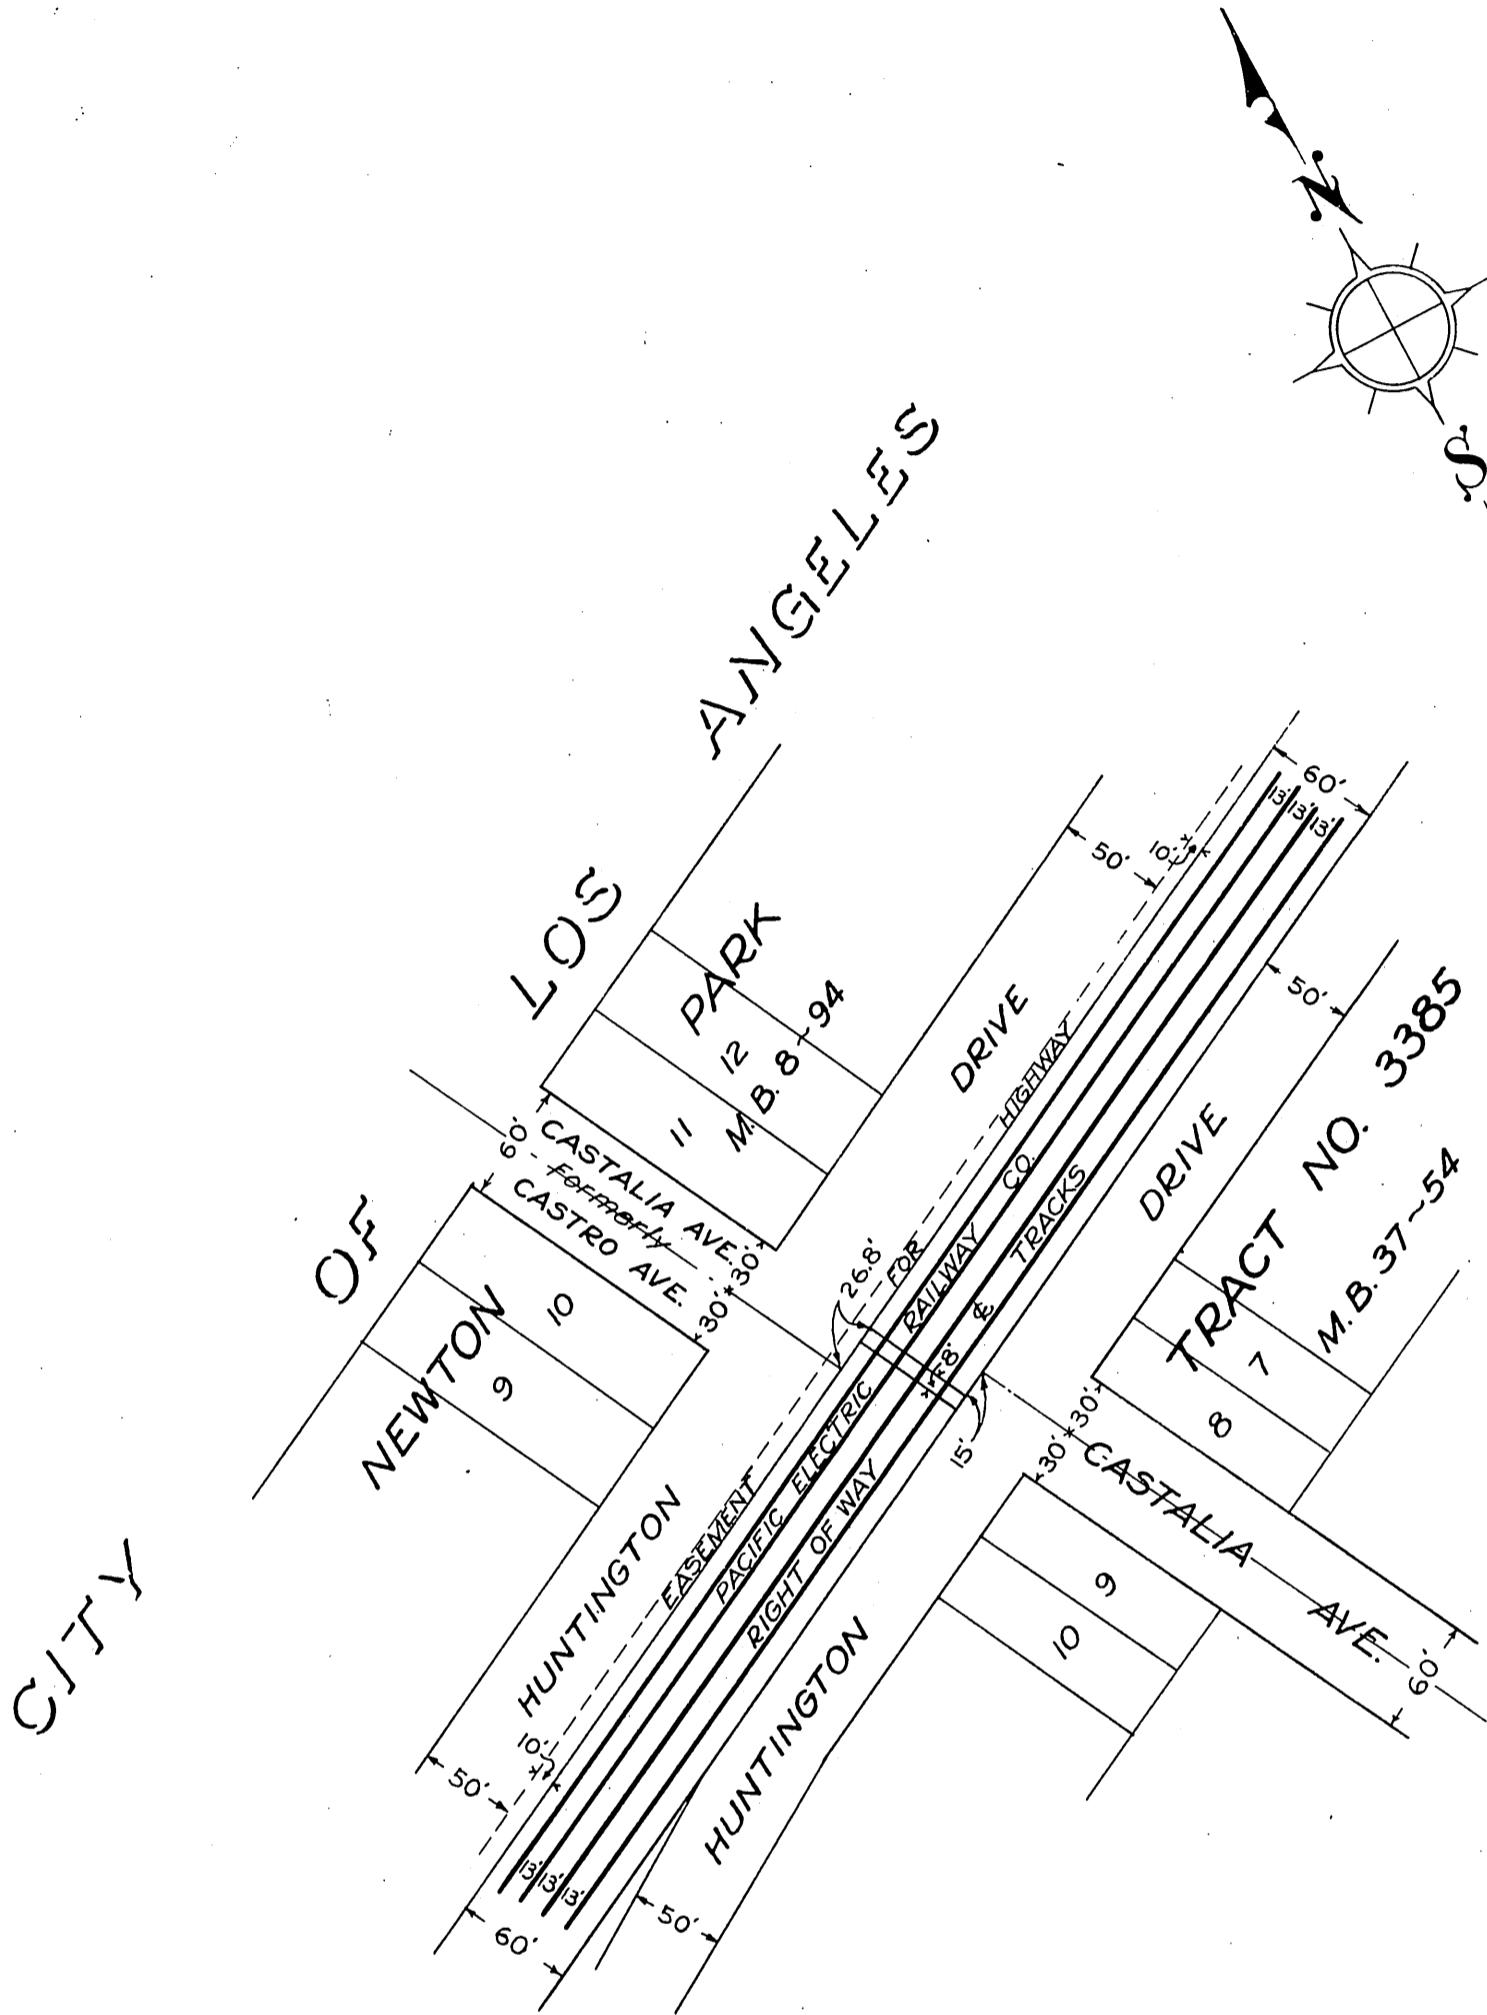 N
S
CITY OF LOS ANGELES
NEWTON PARK
M. B. 8~94
11
12
10
9
60'
CASTALIA AVE.
Formerly
CASTRO AVE.
30' 30'
HUNTINGTON DRIVE
50'
50'
10'
10'
EASEMENT FOR HIGHWAY
26.8'
PACIFIC ELECTRIC RAILWAY CO.
RIGHT OF WAY
℄ TRACKS
8'
15'
60'
13' 13' 13'
13' 13' 13'
60'
HUNTINGTON DRIVE
50'
50'
TRACT NO. 3385
M. B. 37~54
7
8
30' 30'
CASTALIA AVE.
60'
9
10